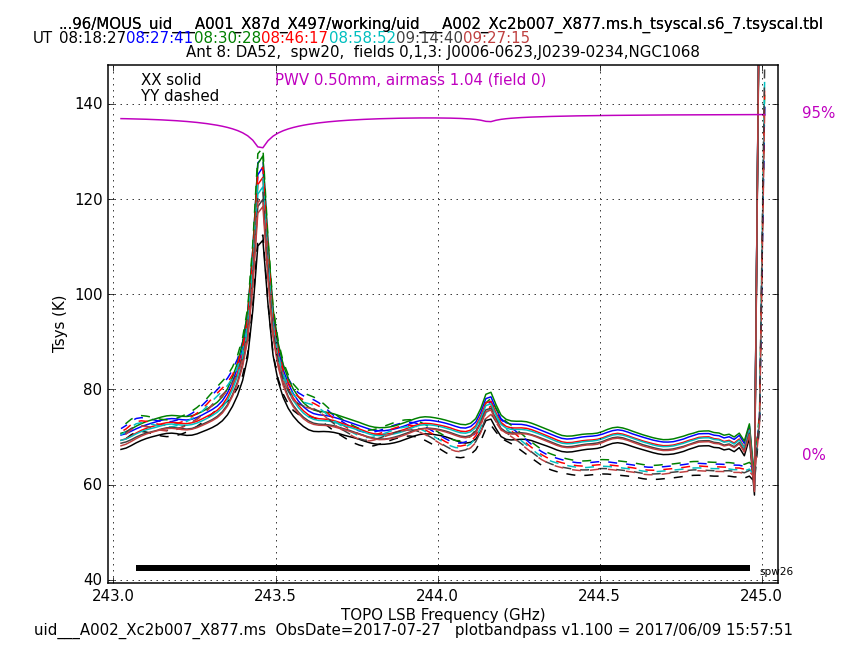 ...96/MOUS_uid___A001_X87d_X497/working/uid___A002_Xc2b007_X877.ms.h_tsyscal.s6_7.tsyscal.tbl
UT 08:18:27 08:27:41 08:30:28 08:46:17 08:58:52 09:14:40 09:27:15
Ant 8: DA52, spw20, fields 0,1,3: J0006-0623,J0239-0234,NGC1068
XX solid
PWV 0.50mm, airmass 1.04 (field 0)
YY dashed
140
120
100
80
60
40
Tsys (K)
95%
0%
spw26
243.0 243.5 244.0 244.5 245.0
TOPO LSB Frequency (GHz)
uid___A002_Xc2b007_X877.ms ObsDate=2017-07-27 plotbandpass v1.100 = 2017/06/09 15:57:51